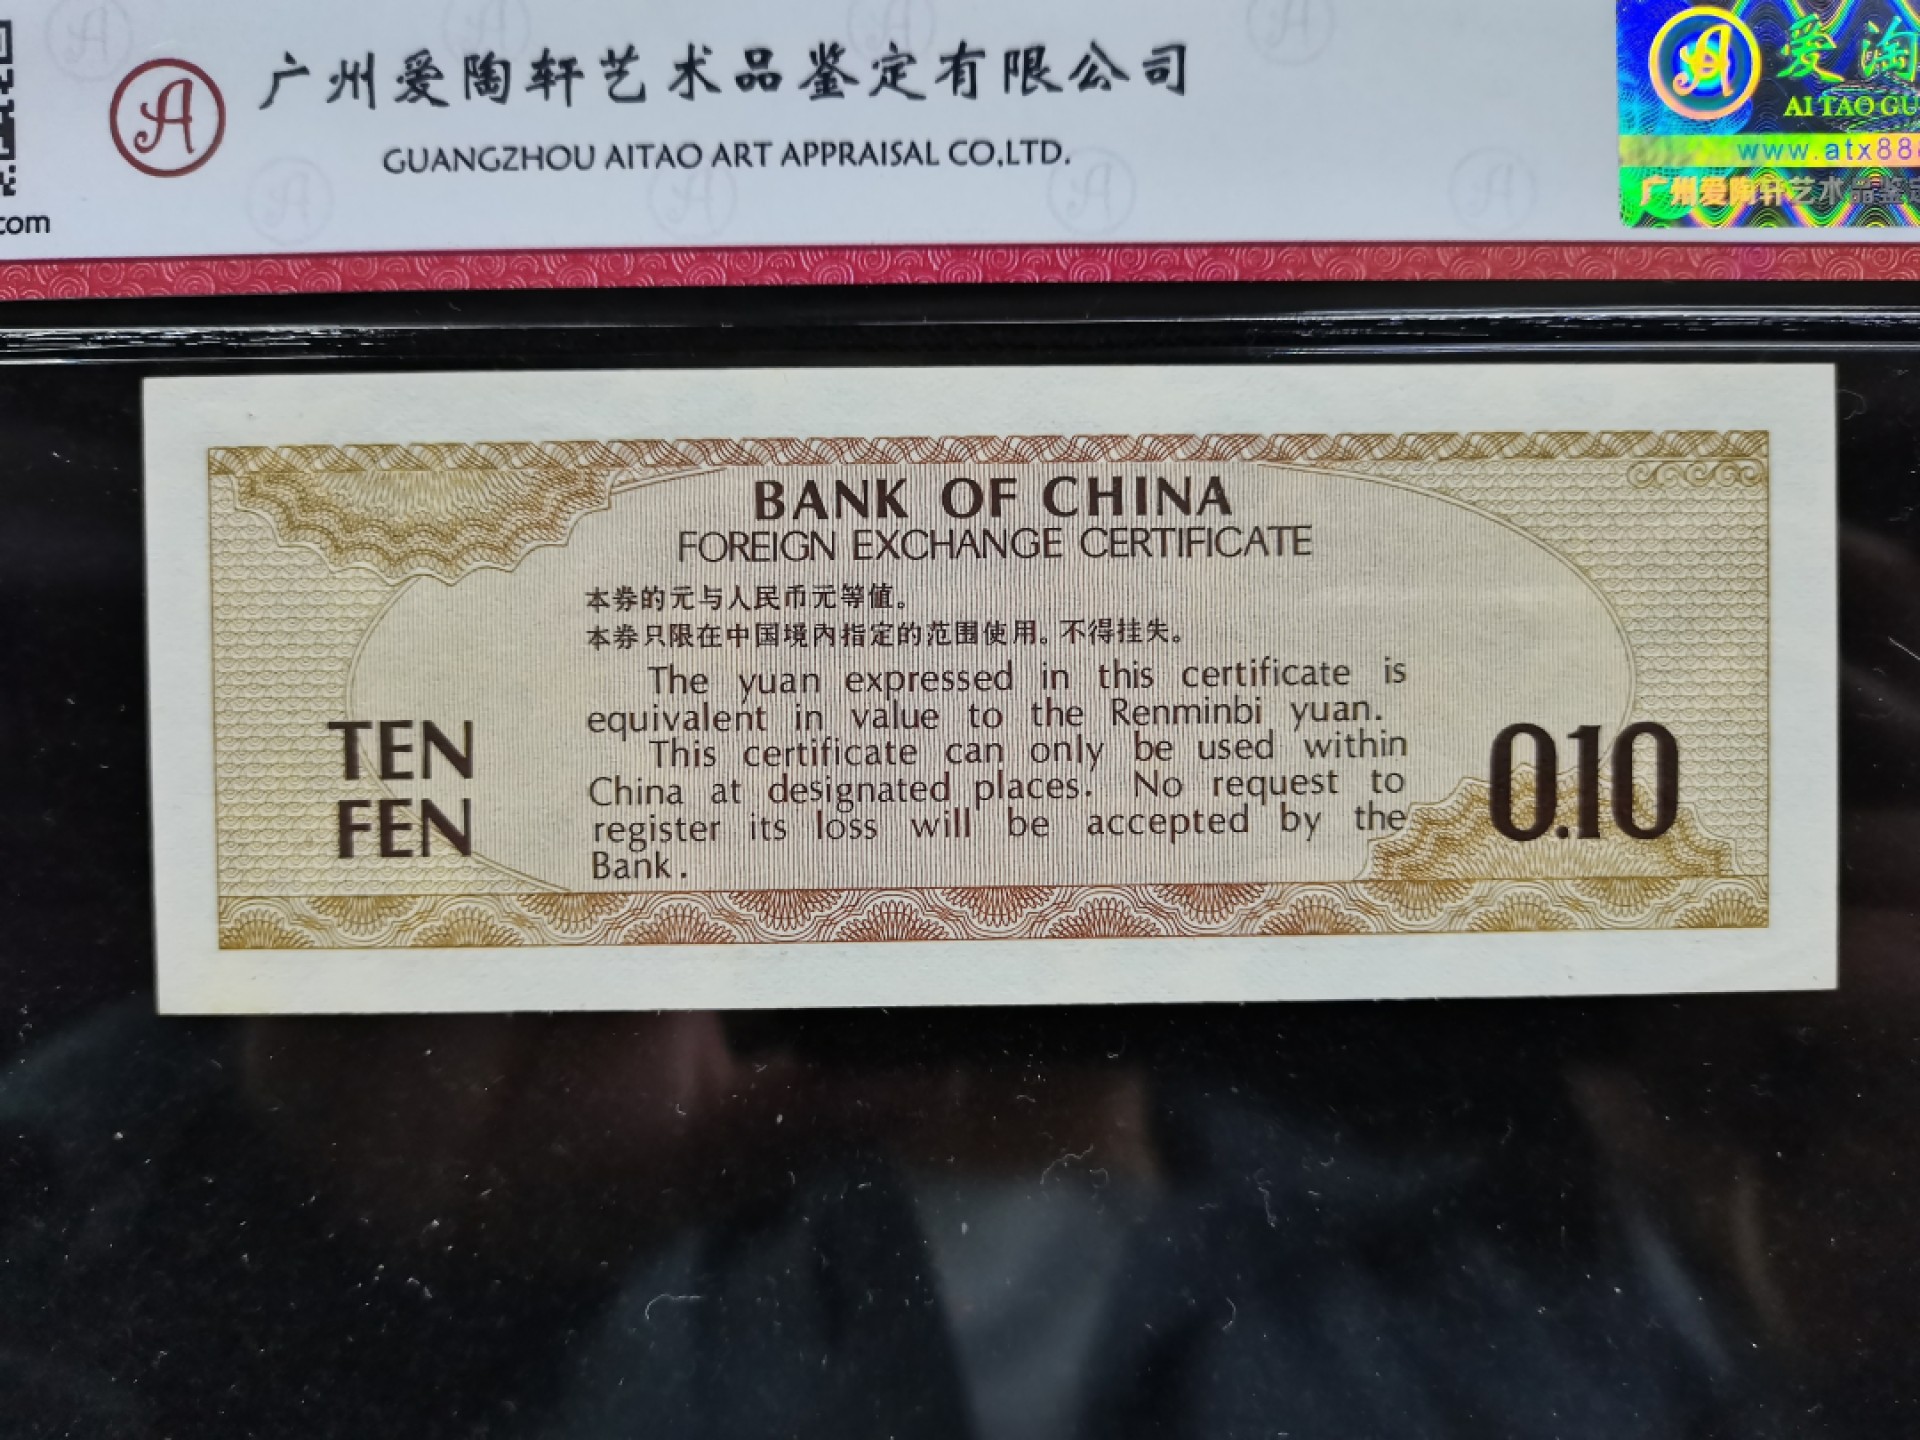 广州爱陶轩艺术品鉴定有限公司
GUANGZHOU AITAO ART APPRAISAL CO,LTD.
com
爱淘
AI TAO GU
www.atx88
广州爱陶轩艺术品鉴定
BANK OF CHINA
FOREIGN EXCHANGE CERTIFICATE
本券的元与人民币元等值。
本券只限在中国境内指定的范围使用。不得挂失。
The yuan expressed in this certificate is
equivalent in value to the Renminbi yuan.
This certificate can only be used within
China at designated places. No request to
register its loss will be accepted by the
Bank.
TEN
FEN
0.10